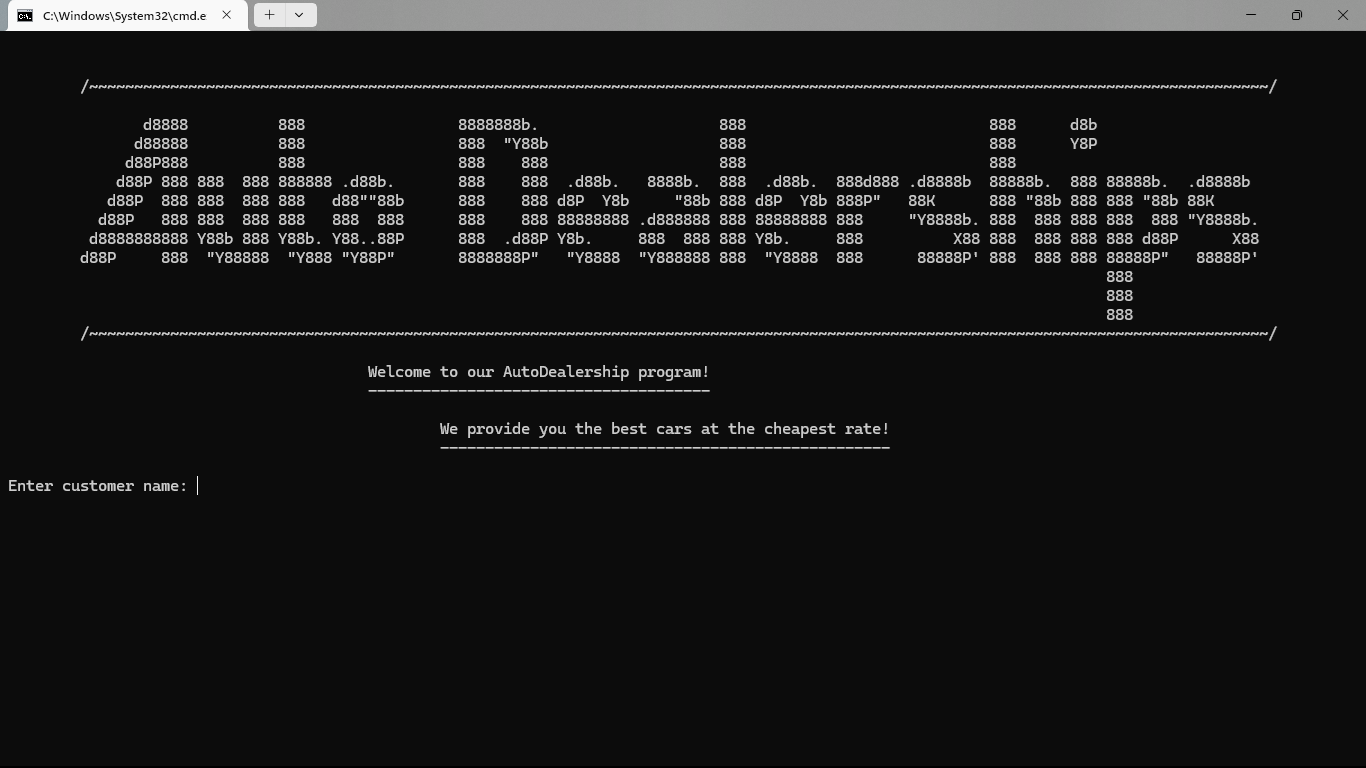 C:\Windows\System32\cmd.e
/~~~~~~~~~~~~~~~~~~~~~~~~~~~~~~~~~~~~~~~~~~~~~~~~~~~~~~~~~~~~~~~~~~~~~~~~~~~~~~~~~~~~~~~~~~~~~~~~~~~~~~~~~~~~~~~~~~~~~~~~~~~~~~~~~~~/
       d8888          888                 8888888b.                    888                           888      d8b
      d88888          888                 888  "Y88b                   888                           888      Y8P
     d88P888          888                 888    888                   888                           888
    d88P 888 888  888 888888 .d88b.       888    888  .d88b.   8888b.  888  .d88b.  888d888 .d8888b  88888b.  888 88888b.  .d8888b
   d88P  888 888  888 888   d88""88b      888    888 d8P  Y8b     "88b 888 d8P  Y8b 888P"   88K      888 "88b 888 888 "88b 88K
  d88P   888 888  888 888   888  888      888    888 88888888 .d888888 888 88888888 888     "Y8888b. 888  888 888 888  888 "Y8888b.
 d8888888888 Y88b 888 Y88b. Y88..88P      888  .d88P Y8b.     888  888 888 Y8b.     888          X88 888  888 888 888 d88P      X88
d88P     888  "Y88888  "Y888 "Y88P"       8888888P"   "Y8888  "Y888888 888  "Y8888  888      88888P' 888  888 888 88888P"   88888P'
                                                                                                                  888
                                                                                                                  888
                                                                                                                  888
/~~~~~~~~~~~~~~~~~~~~~~~~~~~~~~~~~~~~~~~~~~~~~~~~~~~~~~~~~~~~~~~~~~~~~~~~~~~~~~~~~~~~~~~~~~~~~~~~~~~~~~~~~~~~~~~~~~~~~~~~~~~~~~~~~~~/
Welcome to our AutoDealership program!
--------------------------------------
We provide you the best cars at the cheapest rate!
--------------------------------------------------
Enter customer name: